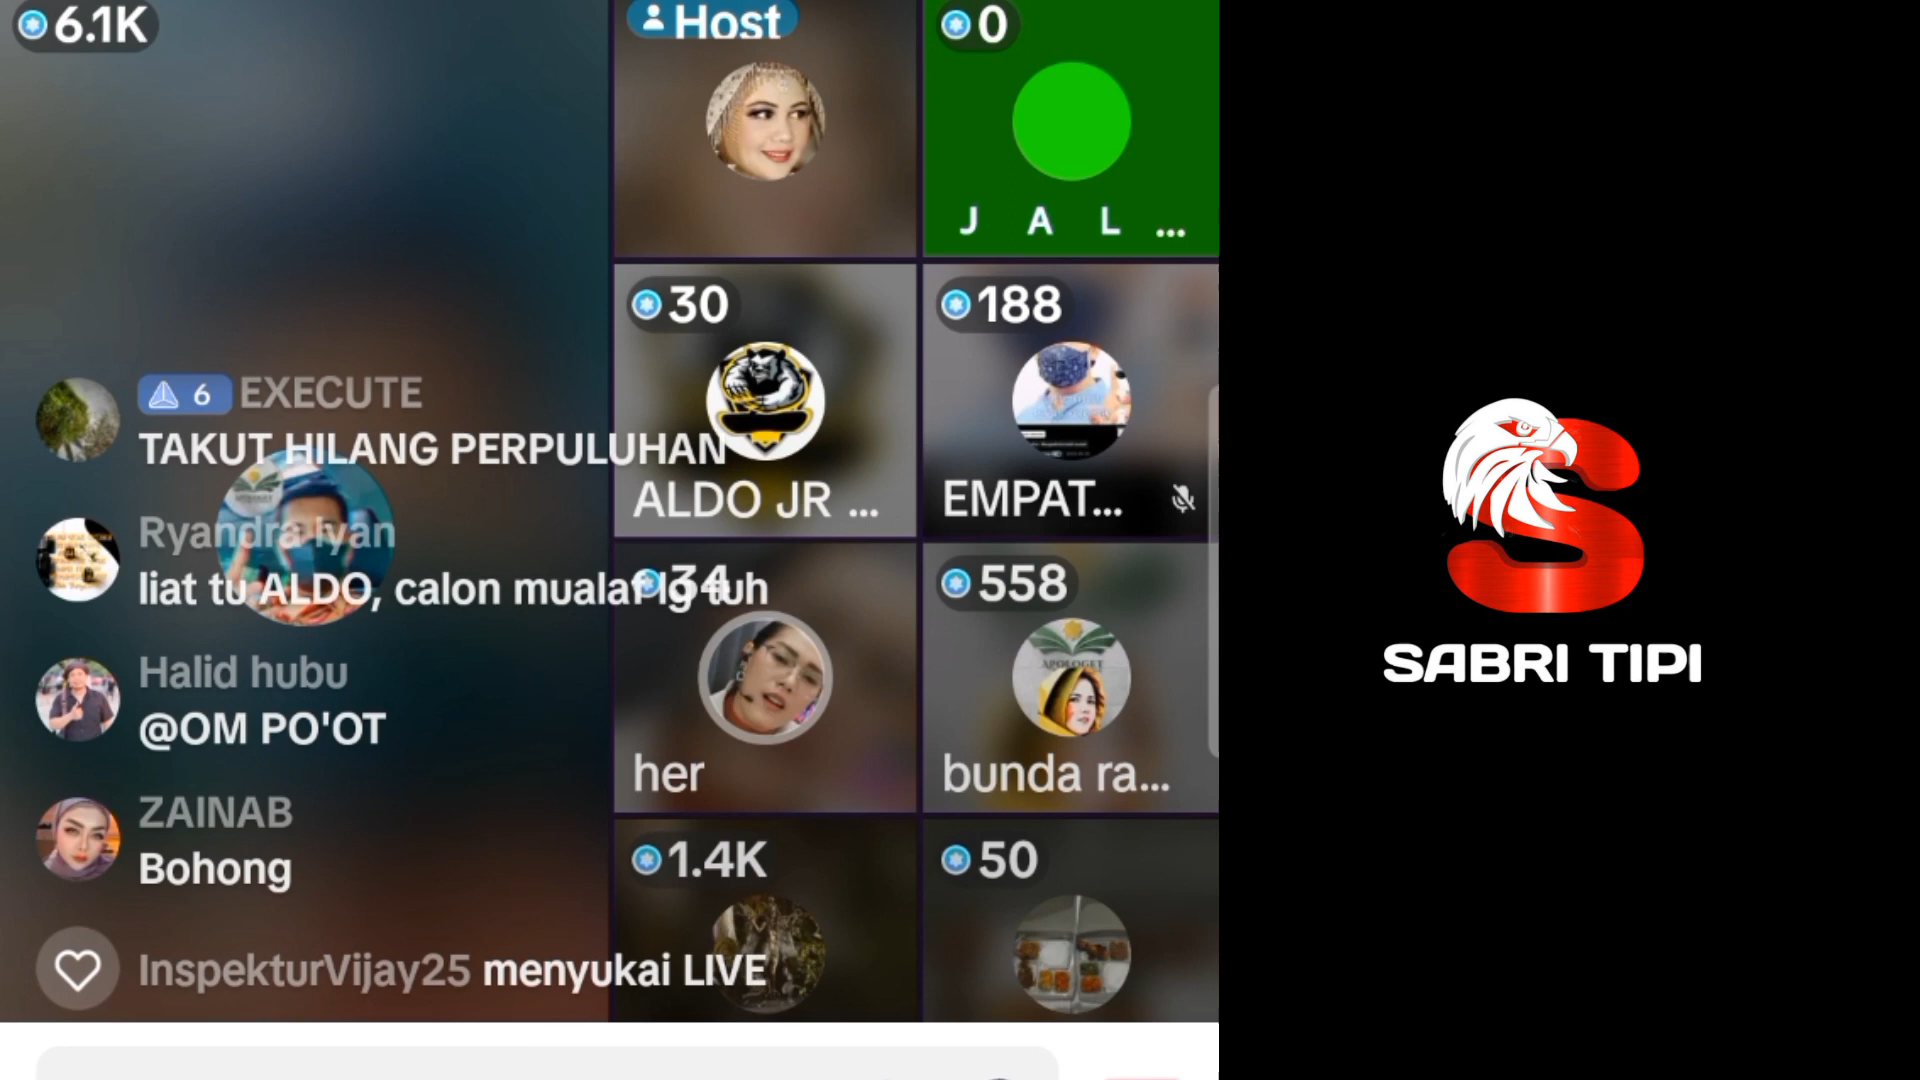 6.1K
Host
0
J A L ...
30
188
ALDO JR ...
EMPAT...
6 EXECUTE
TAKUT HILANG PERPULUHAN
Ryandra Iyan
liat tu ALDO, calon mualaf lg tuh
34
558
APOLOGET
Halid hubu
@OM PO'OT
her
bunda ra...
ZAINAB
Bohong
1.4K
50
InspekturVijay25 menyukai LIVE
SABRI TIPI